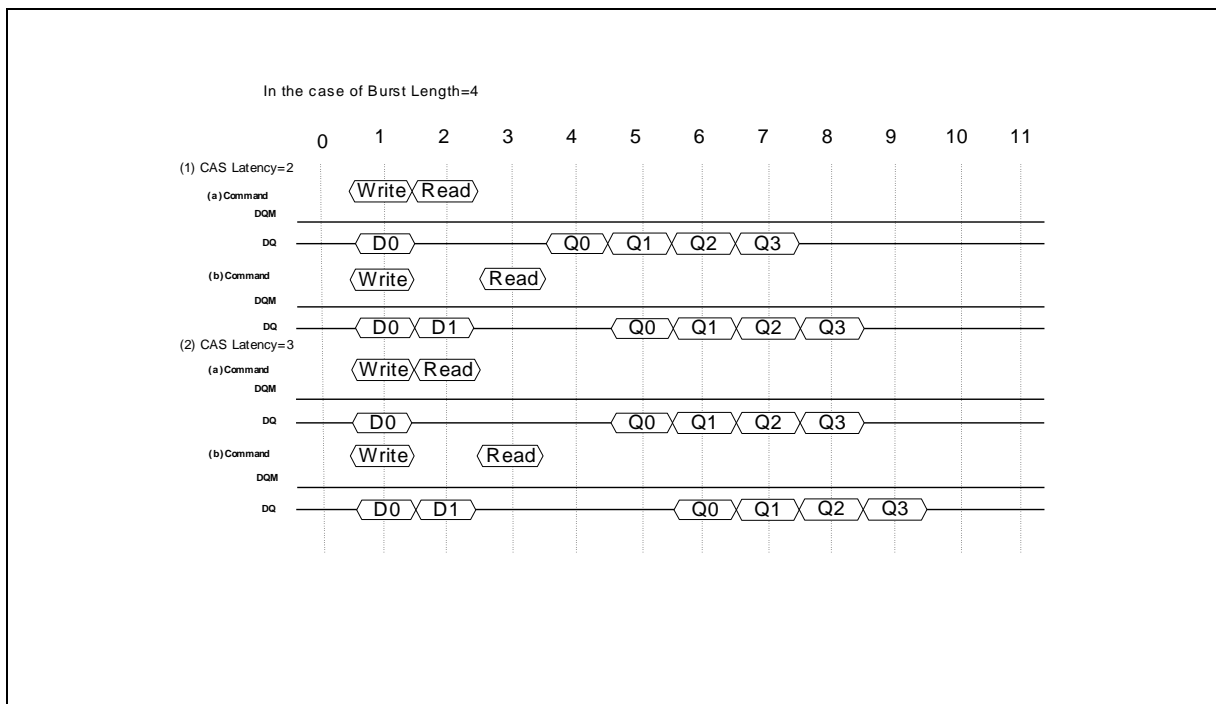 In the case of Burst Length=4
0 1 2 3 4 5 6 7 8 9 10 11
(1) CAS Latency=2
(a) Command Write Read
DQM
DQ D0 Q0 Q1 Q2 Q3
(b) Command Write Read
DQM
DQ D0 D1 Q0 Q1 Q2 Q3
(2) CAS Latency=3
(a) Command Write Read
DQM
DQ D0 Q0 Q1 Q2 Q3
(b) Command Write Read
DQM
DQ D0 D1 Q0 Q1 Q2 Q3